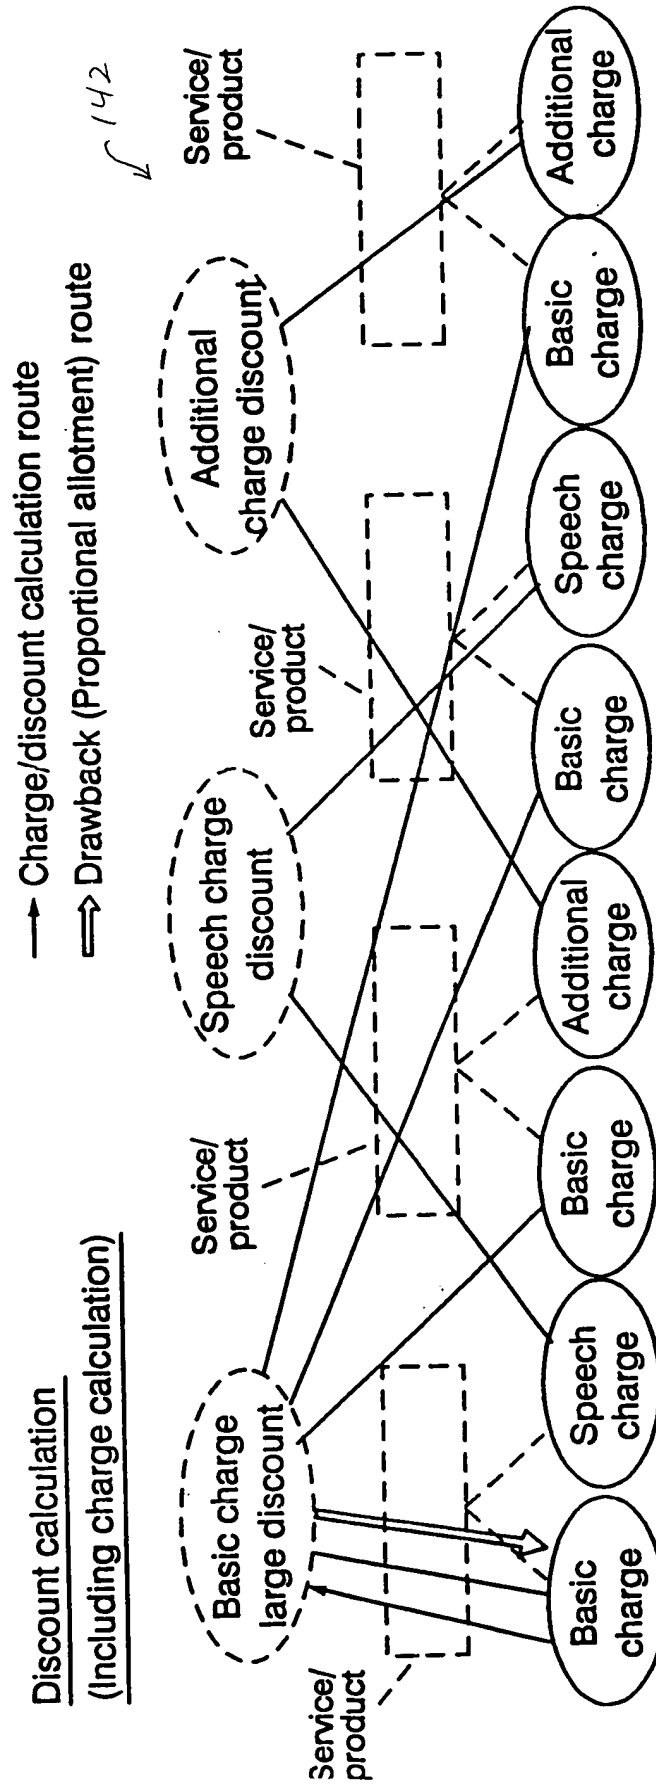 Discount calculation
(Including charge calculation)
Charge/discount calculation route
Drawback (Proportional allotment) route
142
Basic charge
large discount
Speech charge
discount
Additional
charge discount
Service/
product
Service/
product
Service/
product
Service/
product
Basic
charge
Speech
charge
Basic
charge
Additional
charge
Basic
charge
Speech
charge
Basic
charge
Additional
charge